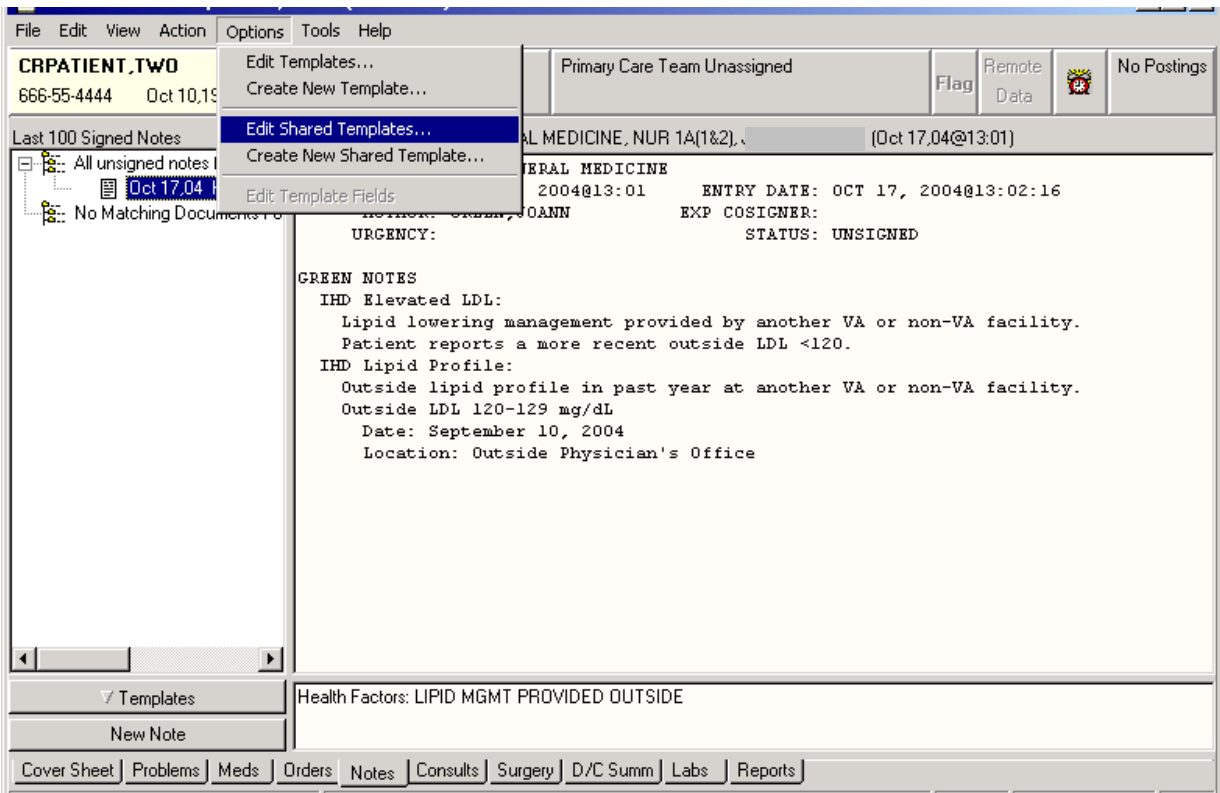 File Edit View Action Options Tools Help
CRPATIENT,TWO
666-55-4444 Oct 10,19
Edit Templates...
Create New Template...
Edit Shared Templates...
Create New Shared Template...
Edit Template Fields
Primary Care Team Unassigned
Flag
Remote
Data
No Postings
Last 100 Signed Notes
MEDICINE, NUR 1A(1&2), (Oct 17,04@13:01)
All unsigned notes
Oct 17,04
No Matching Documents Fo
MEDICINE
2004@13:01 ENTRY DATE: OCT 17, 2004@13:02:16
AUTHOR: GREEN,JOANN EXP COSIGNER:
URGENCY: STATUS: UNSIGNED
GREEN NOTES
IHD Elevated LDL:
Lipid lowering management provided by another VA or non-VA facility.
Patient reports a more recent outside LDL <120.
IHD Lipid Profile:
Outside lipid profile in past year at another VA or non-VA facility.
Outside LDL 120-129 mg/dL
Date: September 10, 2004
Location: Outside Physician's Office
Templates
New Note
Health Factors: LIPID MGMT PROVIDED OUTSIDE
Cover Sheet Problems Meds Orders Notes Consults Surgery D/C Summ Labs Reports